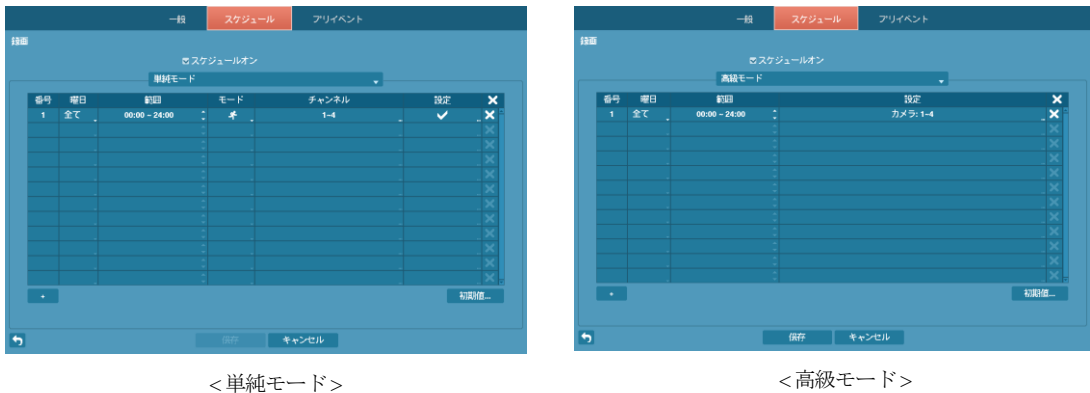 一般 スケジュール プリイベント
録画
スケジュールオン
単純モード
番号 曜日 範囲 モード チャンネル 設定
1 全て 00:00 ~ 24:00 1~4
+ 初期値...
保存 キャンセル
<単純モード>
一般 スケジュール プリイベント
録画
スケジュールオン
高級モード
番号 曜日 範囲 設定
1 全て 00:00 ~ 24:00 カメラ: 1~4
+ 初期値...
保存 キャンセル
<高級モード>